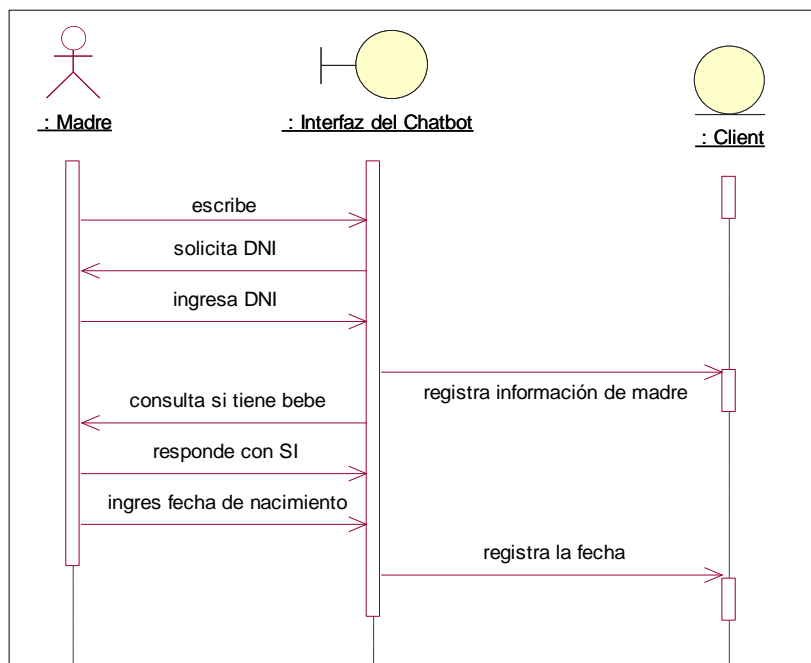 : Madre
: Interfaz del Chatbot
: Client
escribe
solicita DNI
ingresa DNI
registra información de madre
consulta si tiene bebe
responde con SI
ingres fecha de nacimiento
registra la fecha